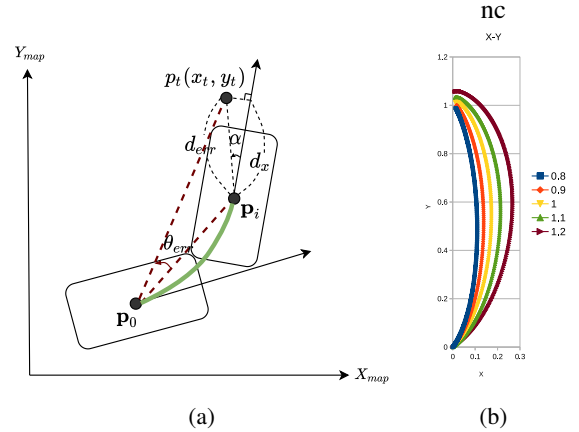 nc
Y_map
p_t(x_t, y_t)
d_err
α
d_x
p_i
θ_err
p_0
X_map
(a)
X-Y
1.2
1
0.8
0.6
0.4
0.2
0
Y
0
0.1
0.2
0.3
X
0.8
0.9
1
1.1
1.2
(b)